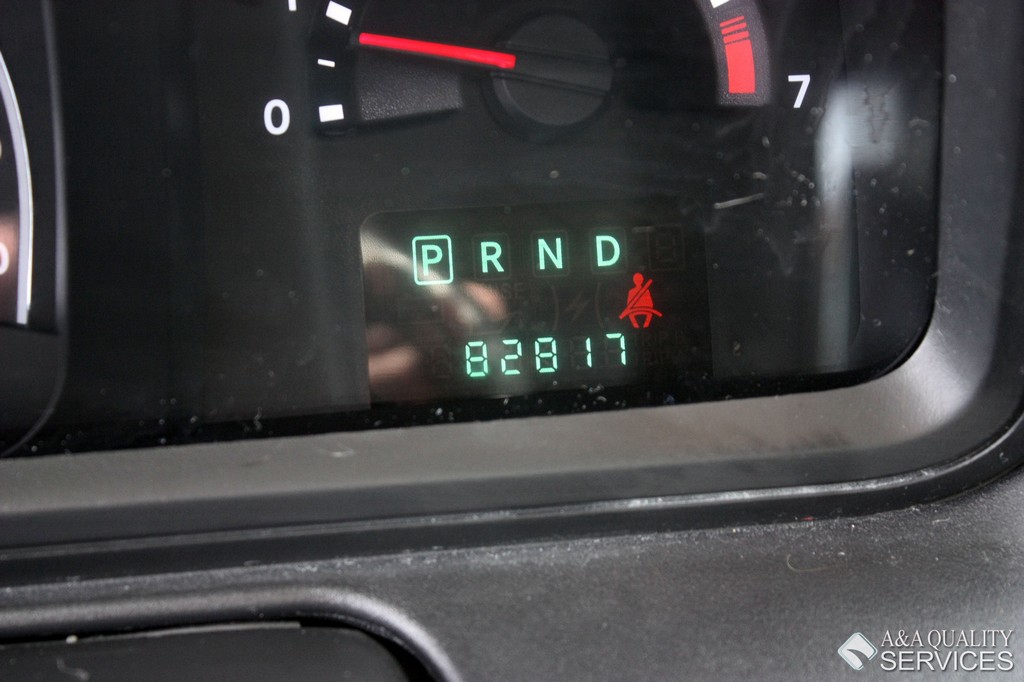 0
7
P R N D
82817
A&A QUALITY
SERVICES